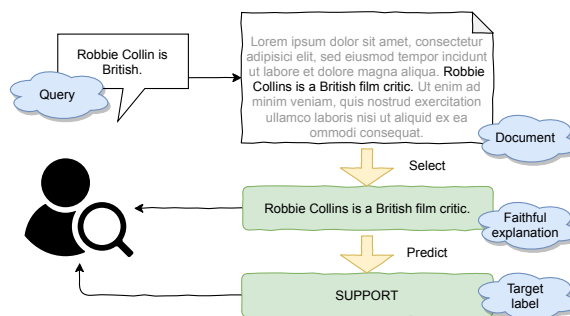 Robbie Collin is
British.
Query
Lorem ipsum dolor sit amet, consectetur
adipisici elit, sed eiusmod tempor incidunt
ut labore et dolore magna aliqua. Robbie
Collins is a British film critic. Ut enim ad
minim veniam, quis nostrud exercitation
ullamco laboris nisi ut aliquid ex ea
ommodi consequat.
Document
Select
Robbie Collins is a British film critic.
Faithful
explanation
Predict
SUPPORT
Target
label